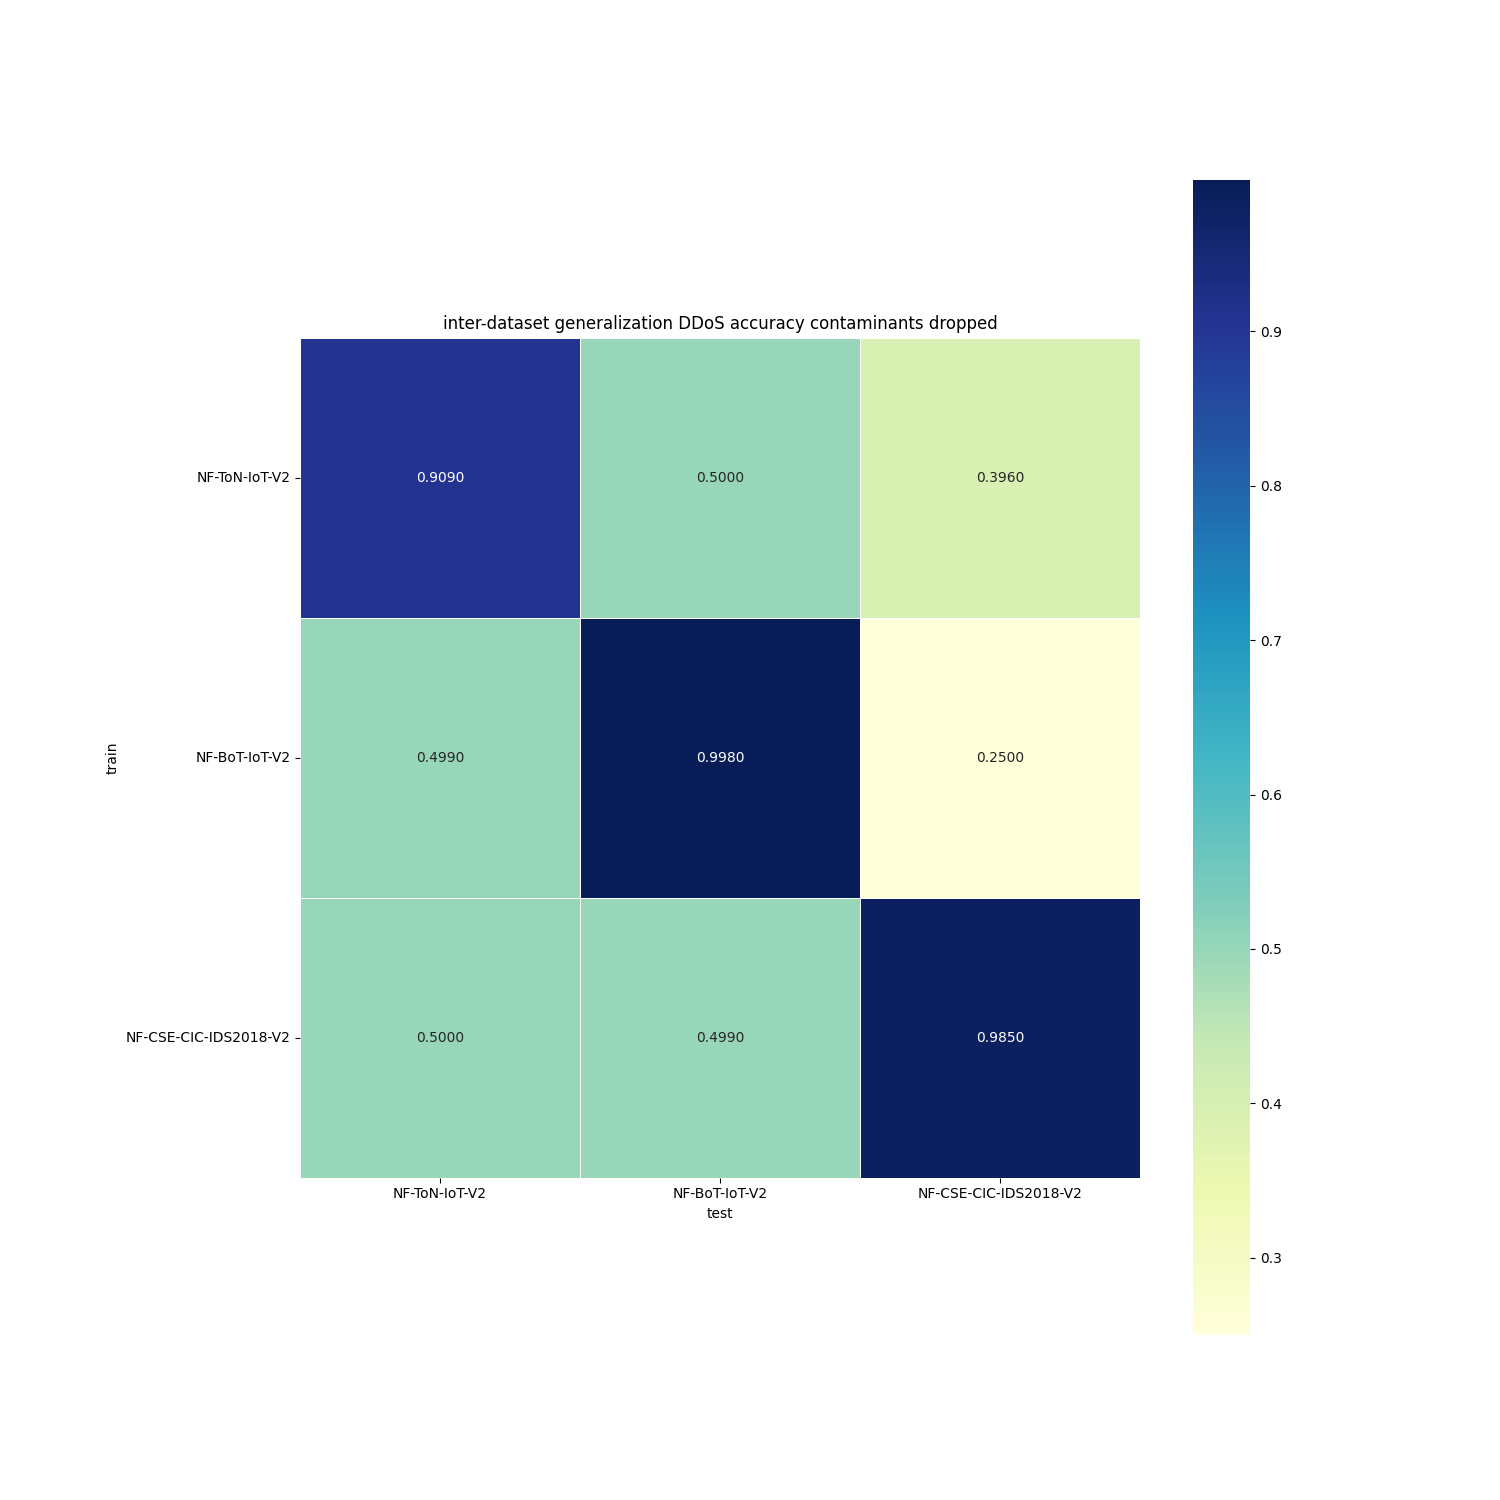 inter-dataset generalization DDoS accuracy contaminants dropped
train
NF-ToN-IoT-V2
0.9090
0.5000
0.3960
NF-BoT-IoT-V2
0.4990
0.9980
0.2500
NF-CSE-CIC-IDS2018-V2
0.5000
0.4990
0.9850
NF-ToN-IoT-V2
NF-BoT-IoT-V2
NF-CSE-CIC-IDS2018-V2
test
0.9
0.8
0.7
0.6
0.5
0.4
0.3